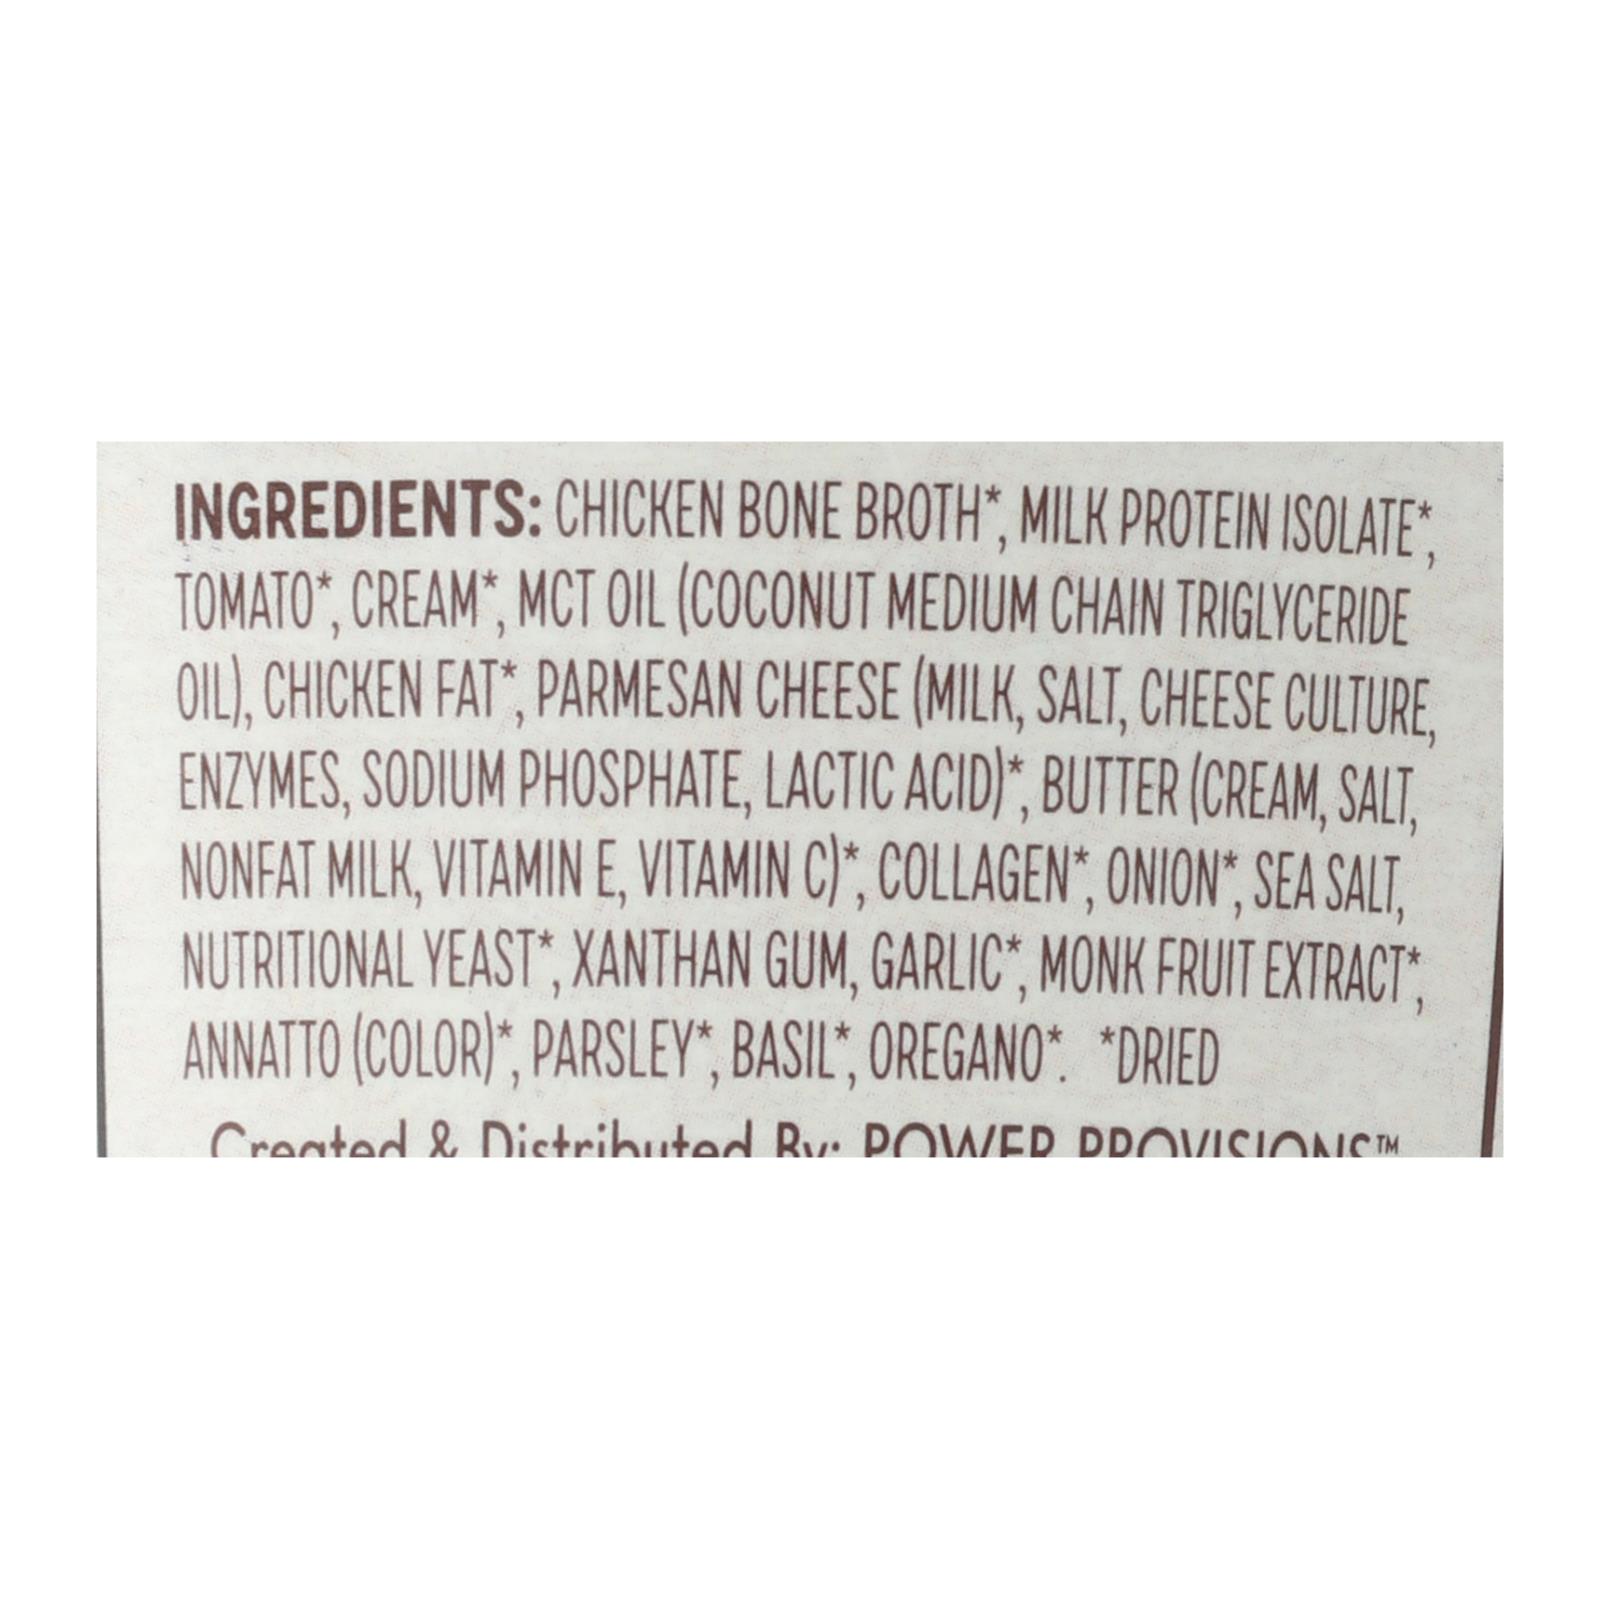 INGREDIENTS: CHICKEN BONE BROTH*, MILK PROTEIN ISOLATE*,
TOMATO*, CREAM*, MCT OIL (COCONUT MEDIUM CHAIN TRIGLYCERIDE
OIL), CHICKEN FAT*, PARMESAN CHEESE (MILK, SALT, CHEESE CULTURE,
ENZYMES, SODIUM PHOSPHATE, LACTIC ACID)*, BUTTER (CREAM, SALT,
NONFAT MILK, VITAMIN E, VITAMIN C)*, COLLAGEN*, ONION*, SEA SALT,
NUTRITIONAL YEAST*, XANTHAN GUM, GARLIC*, MONK FRUIT EXTRACT*,
ANNATTO (COLOR)*, PARSLEY*, BASIL*, OREGANO*. *DRIED
Created & Distributed By: POWER PROVISIONS™